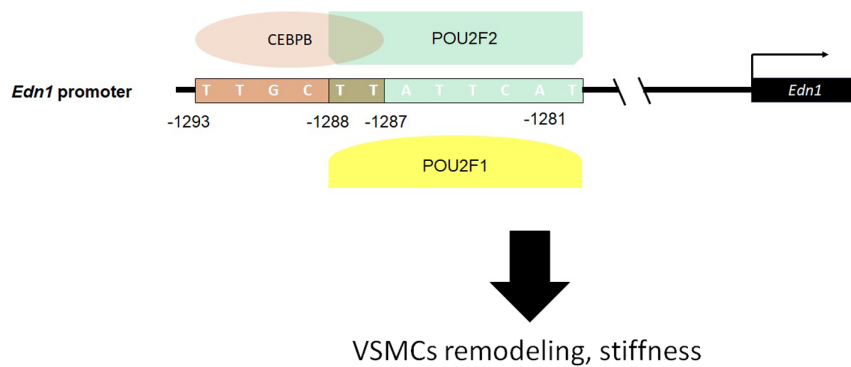 CEBPB POU2F2
Edn1 promoter T T G C T T A T T C A T Edn1
-1293 -1288 -1287 -1281
POU2F1
VSMCs remodeling, stiffness